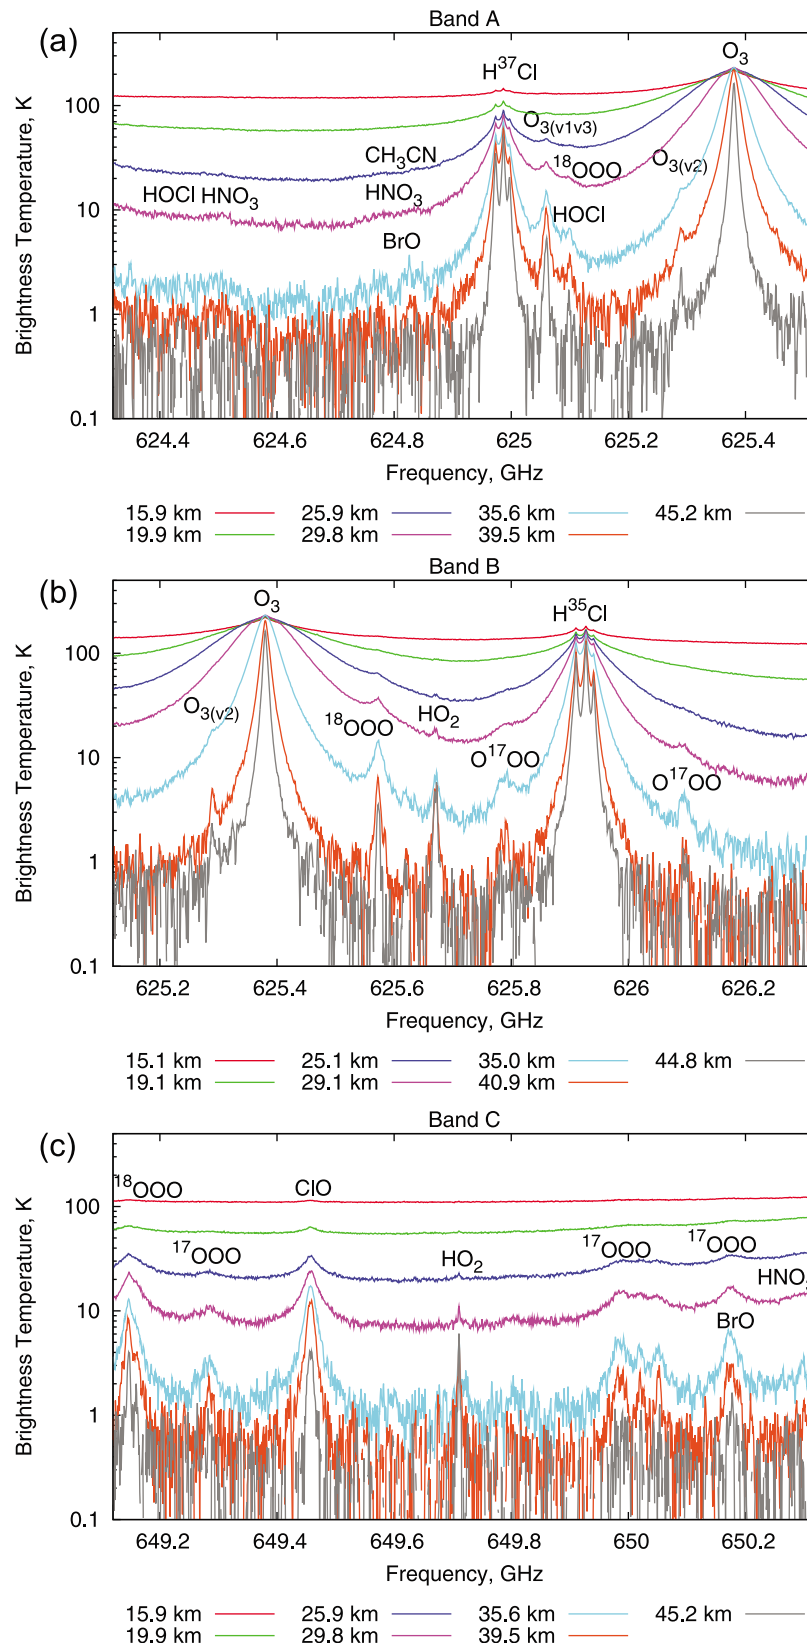 Band A
(a)
O3
H37Cl
O3(v1v3)
CH3CN
18OOO
O3(v2)
HOCl HNO3
HNO3
HOCl
BrO
Brightness Temperature, K
100
10
1
0.1
624.4 624.6 624.8 625 625.2 625.4
Frequency, GHz
15.9 km 25.9 km 35.6 km 45.2 km
19.9 km 29.8 km 39.5 km
Band B
(b)
O3
H35Cl
O3(v2)
18OOO
HO2
O17OO
O17OO
Brightness Temperature, K
100
10
1
0.1
625.2 625.4 625.6 625.8 626 626.2
Frequency, GHz
15.1 km 25.1 km 35.0 km 44.8 km
19.1 km 29.1 km 40.9 km
Band C
(c)
18OOO
ClO
17OOO
HO2
17OOO
17OOO
HNO3
BrO
Brightness Temperature, K
100
10
1
0.1
649.2 649.4 649.6 649.8 650 650.2
Frequency, GHz
15.9 km 25.9 km 35.6 km 45.2 km
19.9 km 29.8 km 39.5 km